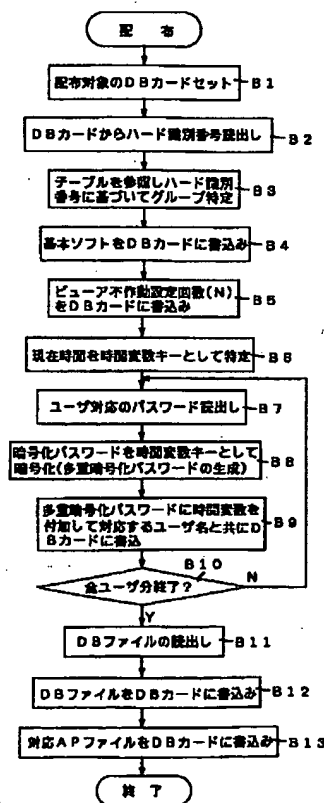 配 布
配布対象のDBカードセット
B1
DBカードからハード識別番号読出し
B2
テーブルを参照しハード識別
番号に基づいてグループ特定
B3
基本ソフトをDBカードに書込み
B4
ビューア不作動設定回数(N)
をDBカードに書込み
B5
現在時間を時間変数キーとして特定
B6
ユーザ対応のパスワード読出し
B7
暗号化パスワードを時間変数キーとして
暗号化(多重暗号化パスワードの生成)
B8
多重暗号化パスワードに時間変数を
付加して対応するユーザ名と共にD
Bカードに書込
B9
B10
全ユーザ分終了?
N
Y
DBファイルの読出し
B11
DBファイルをDBカードに書込み
B12
対応APファイルをDBカードに書込み
B13
終 了